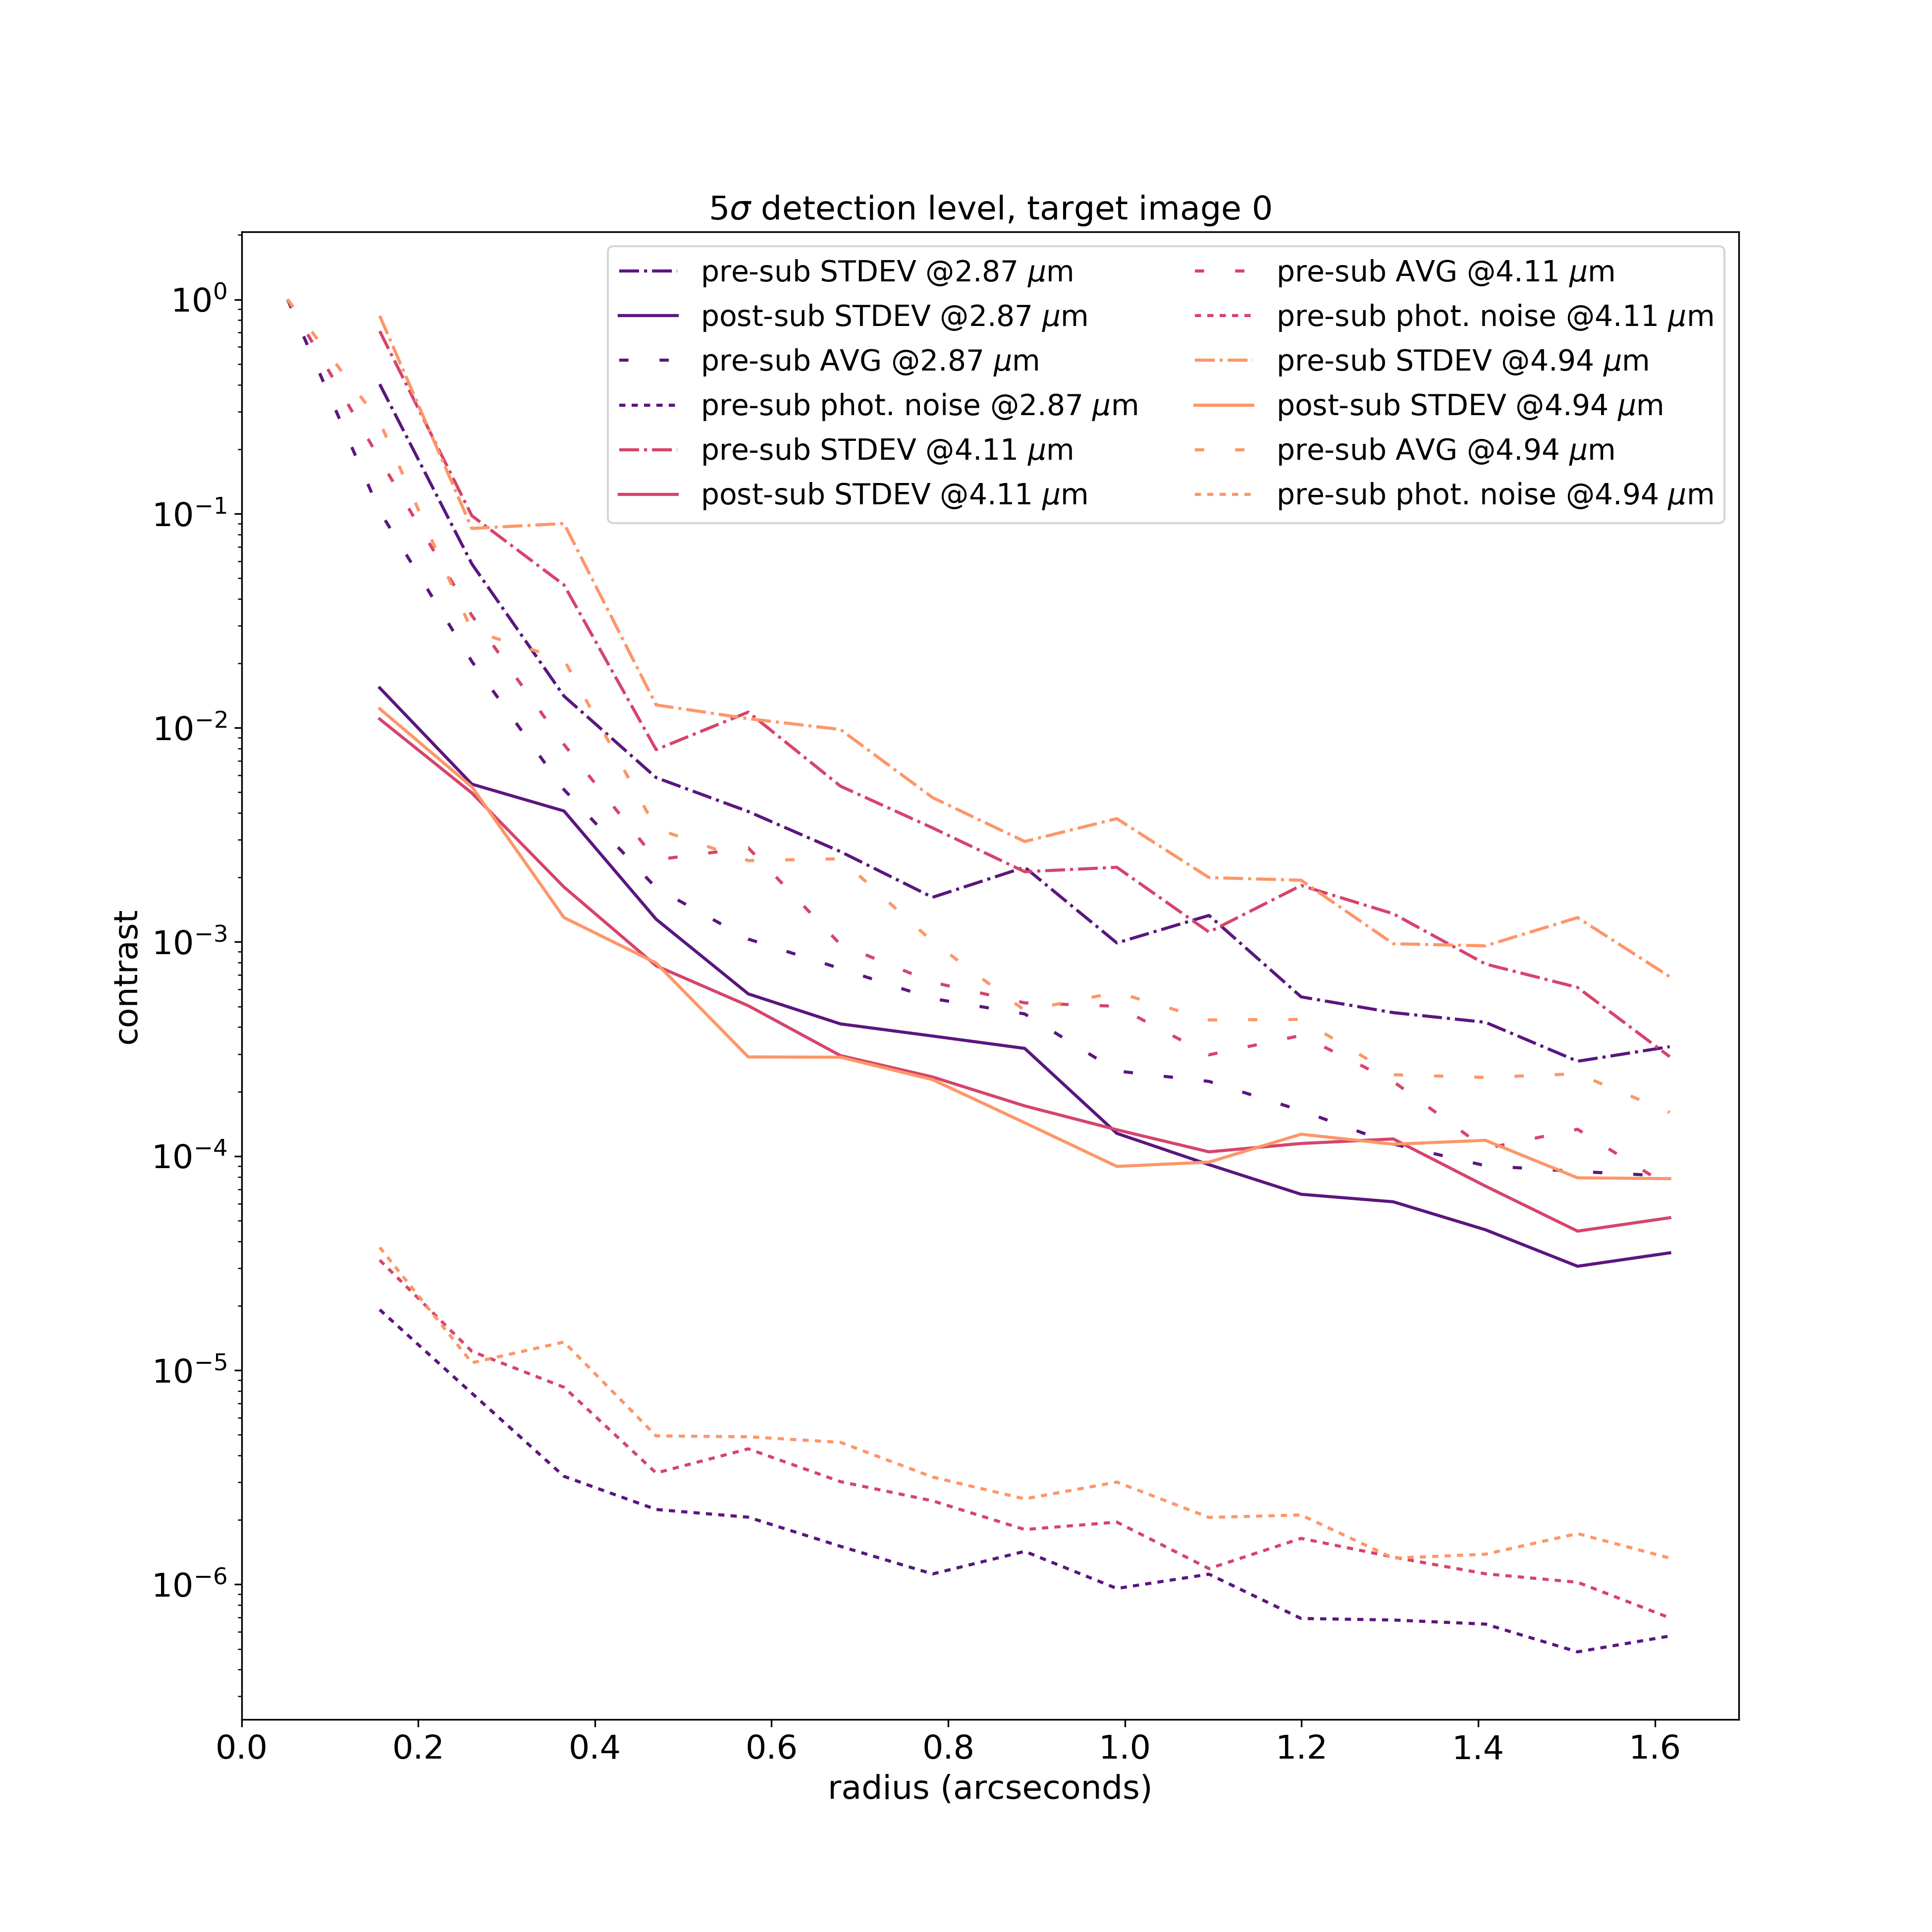 5σ detection level, target image 0
pre-sub STDEV @2.87 μm
post-sub STDEV @2.87 μm
pre-sub AVG @2.87 μm
pre-sub phot. noise @2.87 μm
pre-sub STDEV @4.11 μm
post-sub STDEV @4.11 μm
pre-sub AVG @4.11 μm
pre-sub phot. noise @4.11 μm
pre-sub STDEV @4.94 μm
post-sub STDEV @4.94 μm
pre-sub AVG @4.94 μm
pre-sub phot. noise @4.94 μm
10⁰
10⁻¹
10⁻²
10⁻³
10⁻⁴
10⁻⁵
10⁻⁶
contrast
0.0 0.2 0.4 0.6 0.8 1.0 1.2 1.4 1.6
radius (arcseconds)